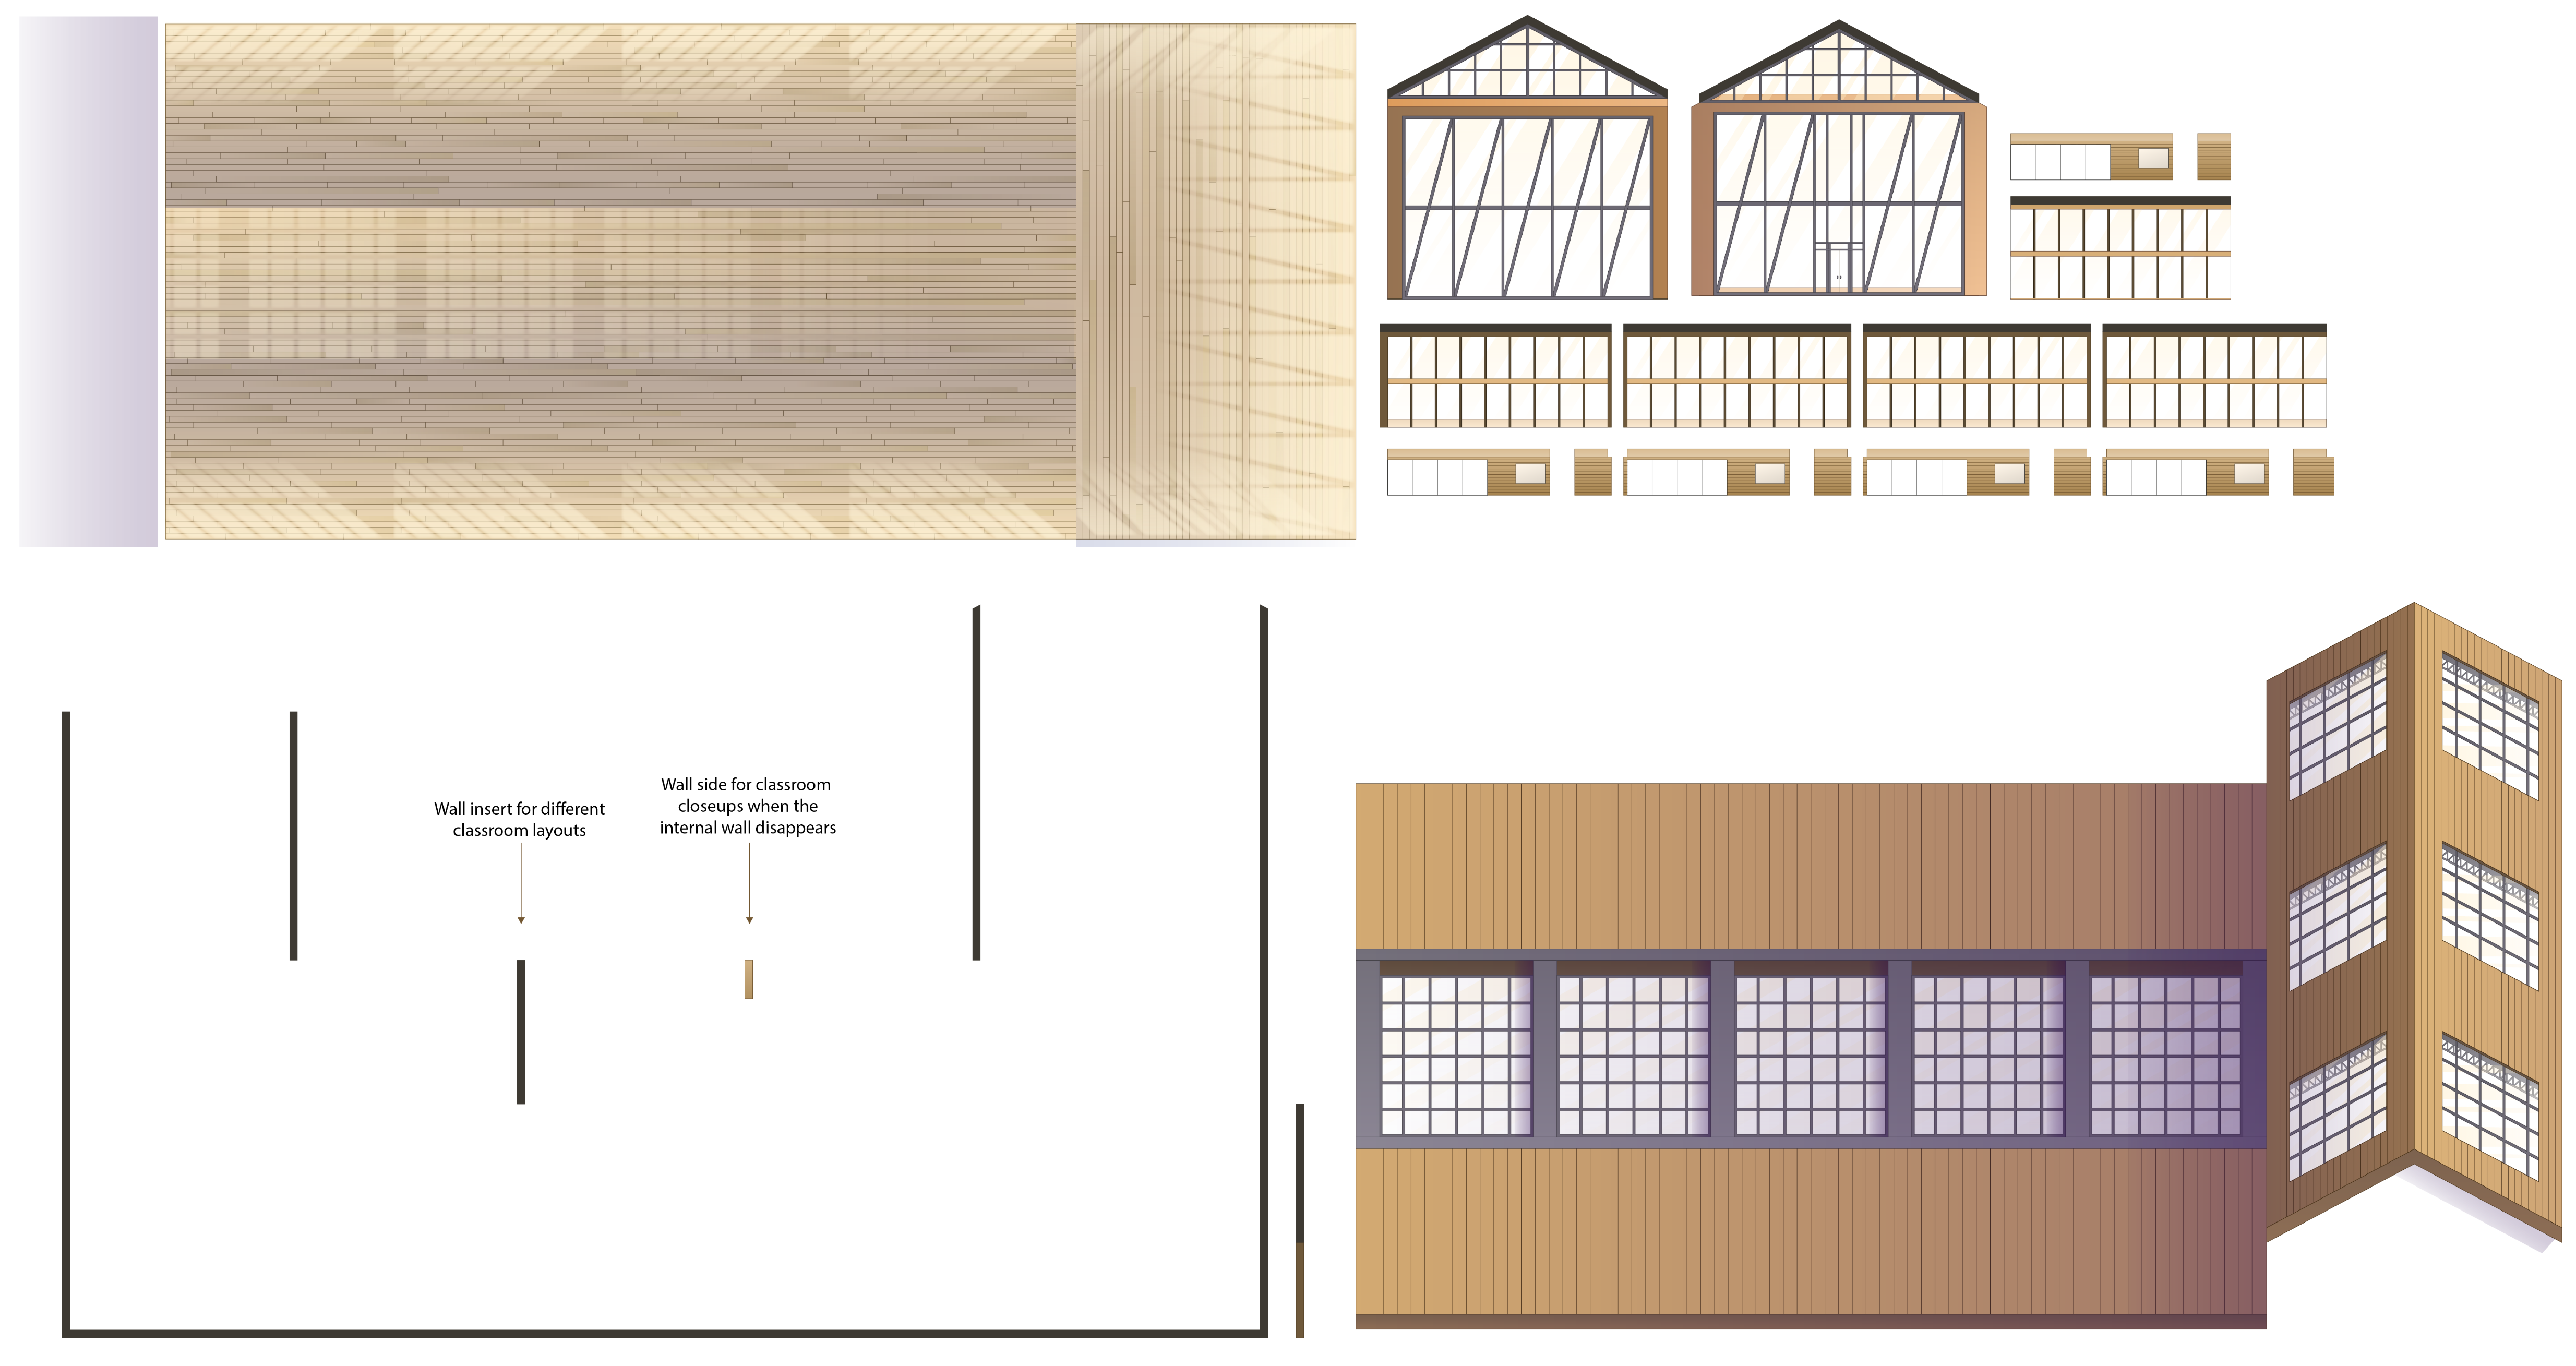 Wall insert for different
classroom layouts
Wall side for classroom
closeups when the
internal wall disappears